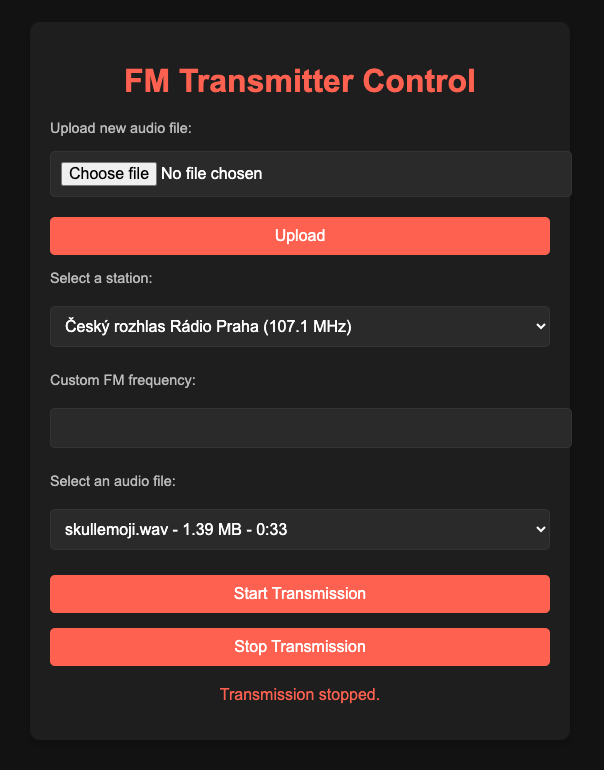 FM Transmitter Control
Upload new audio file:
Choose file No file chosen
Upload
Select a station:
Český rozhlas Rádio Praha (107.1 MHz)
Custom FM frequency:
Select an audio file:
skullemoji.wav - 1.39 MB - 0:33
Start Transmission
Stop Transmission
Transmission stopped.